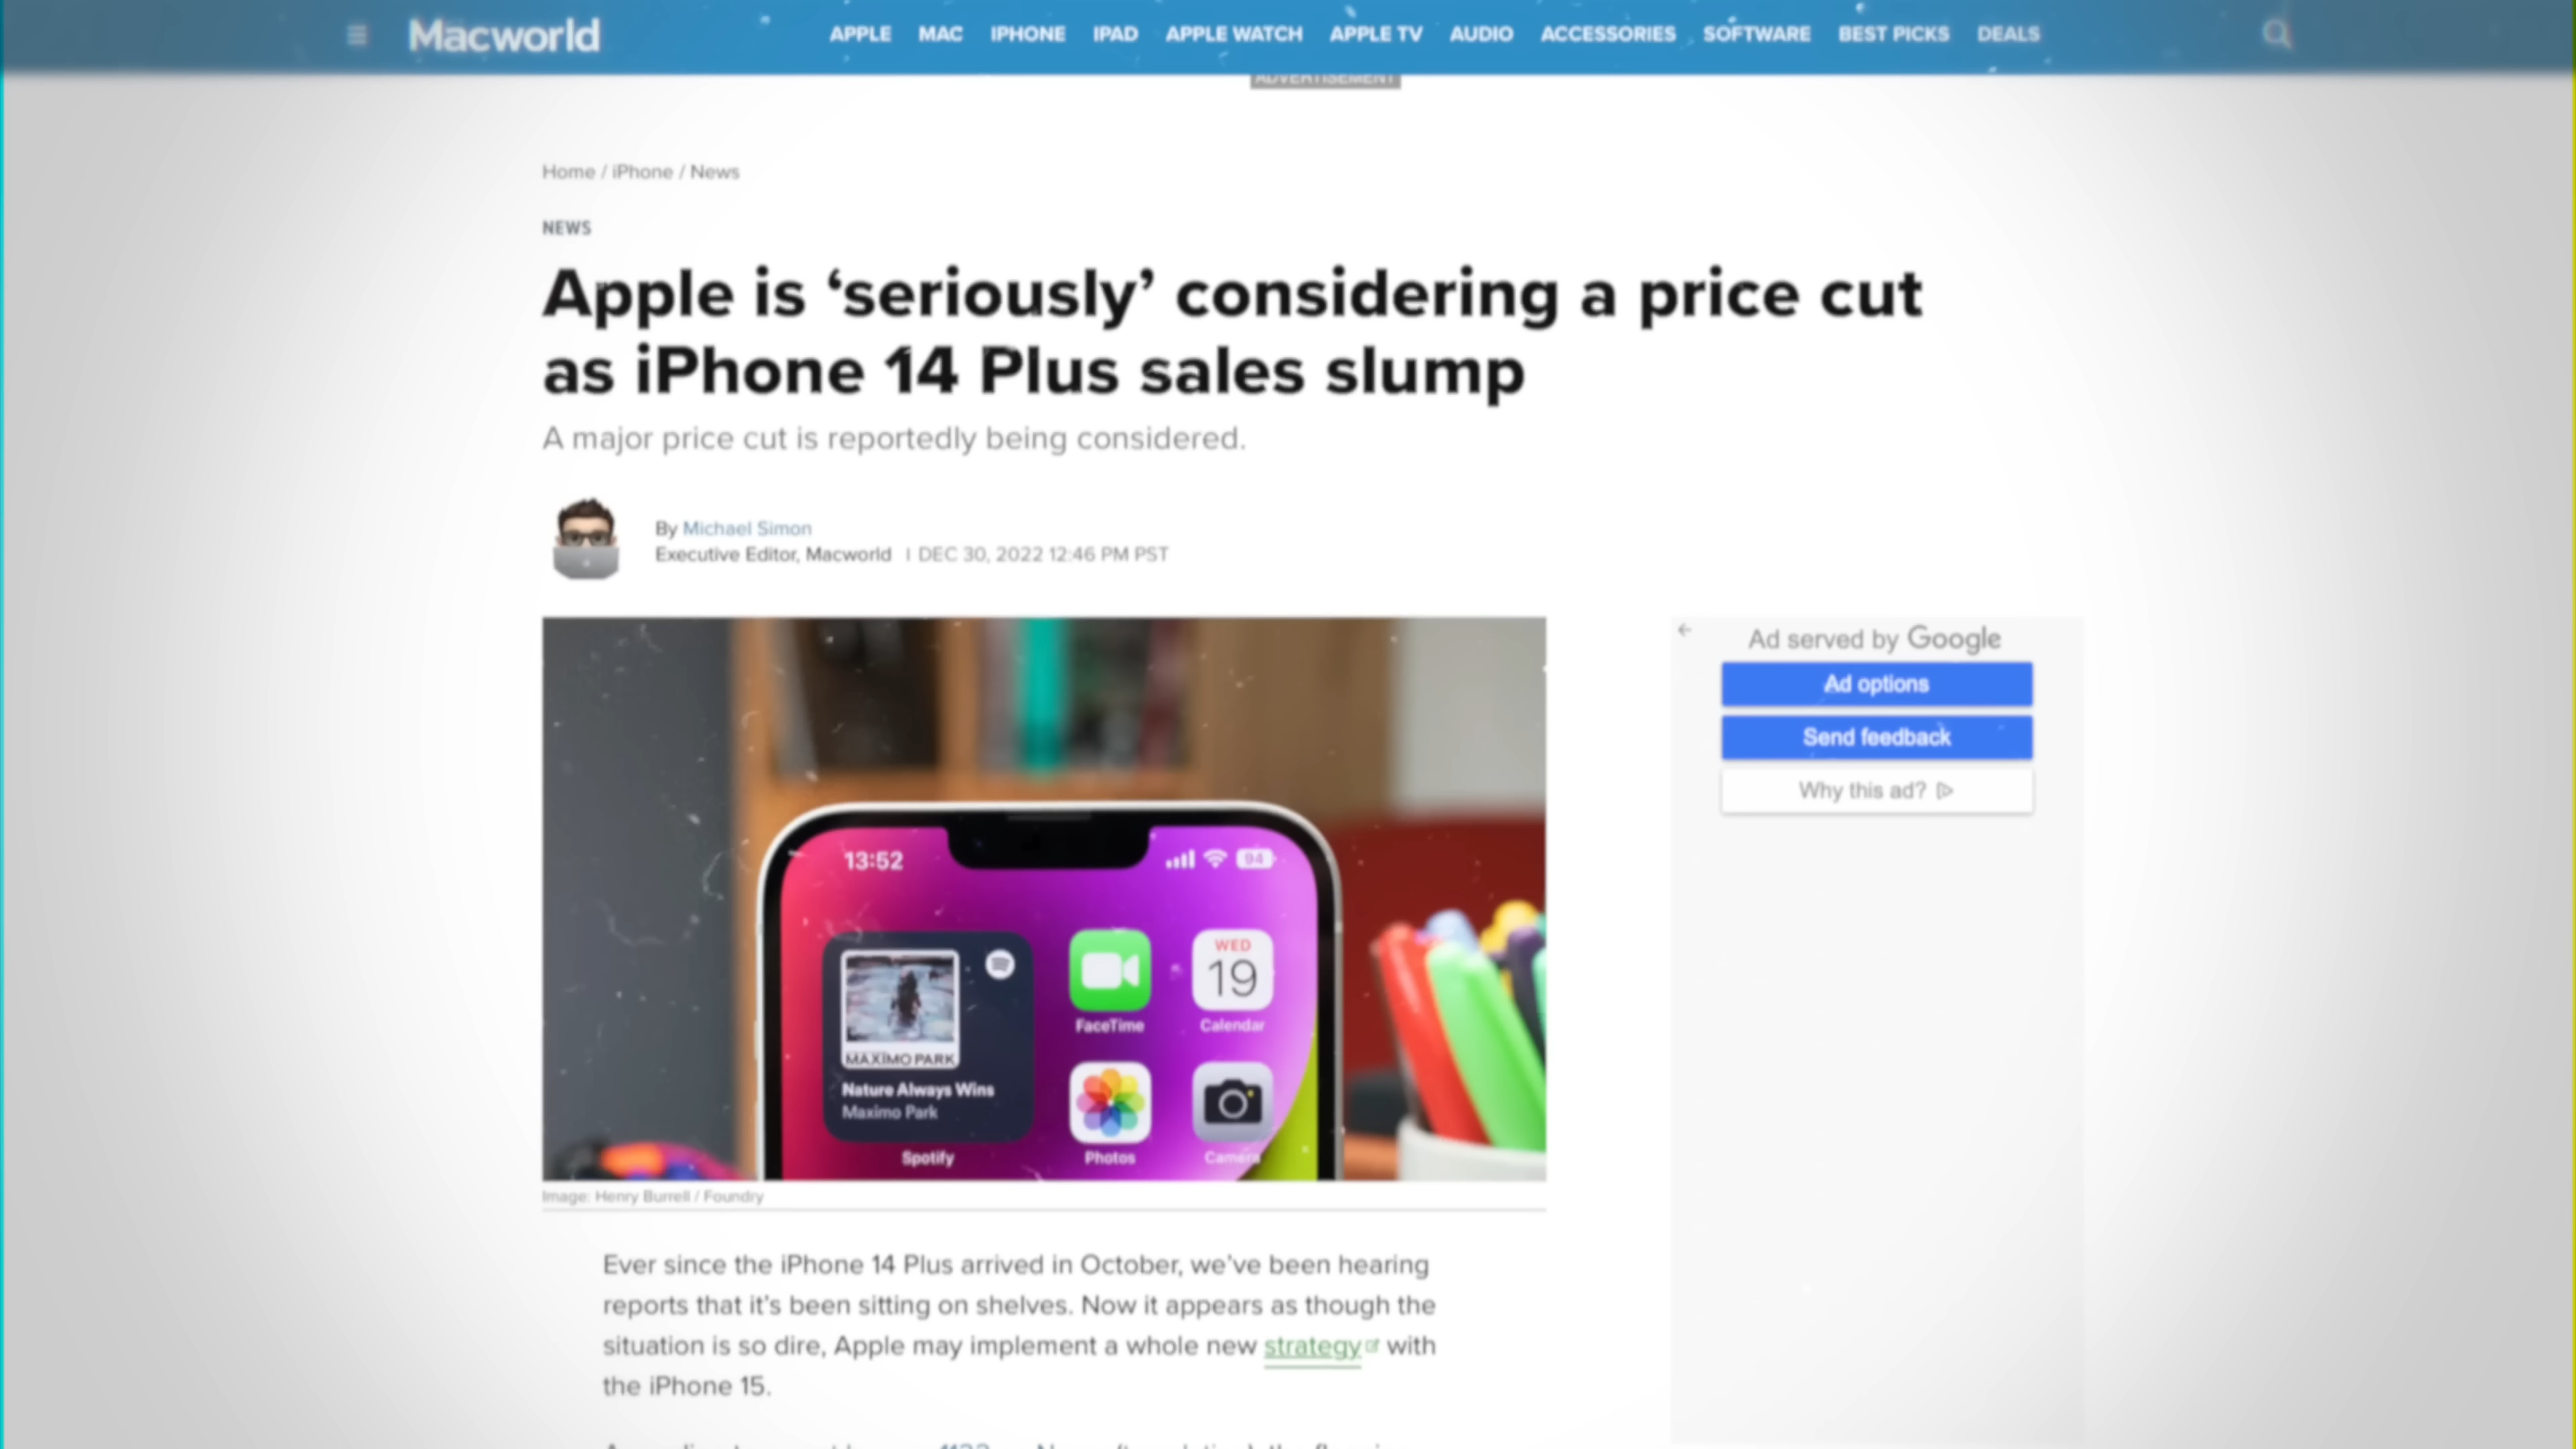 Macworld
APPLE MAC IPHONE IPAD APPLE WATCH APPLE TV AUDIO ACCESSORIES SOFTWARE BEST PICKS DEALS
ADVERTISEMENT
Home / iPhone / News
NEWS
Apple is ‘seriously’ considering a price cut
as iPhone 14 Plus sales slump
A major price cut is reportedly being considered.
By Michael Simon
Executive Editor, Macworld | DEC 30, 2022 12:46 PM PST
Ad served by Google
Ad options
Send feedback
Why this ad?
13:52
94
MAXÏMO PARK
Nature Always Wins
Maximo Park
Spotify
FaceTime
WED
19
Calendar
Photos
Camera
Image: Henry Burrell / Foundry
Ever since the iPhone 14 Plus arrived in October, we’ve been hearing
reports that it’s been sitting on shelves. Now it appears as though the
situation is so dire, Apple may implement a whole new strategy with
the iPhone 15.